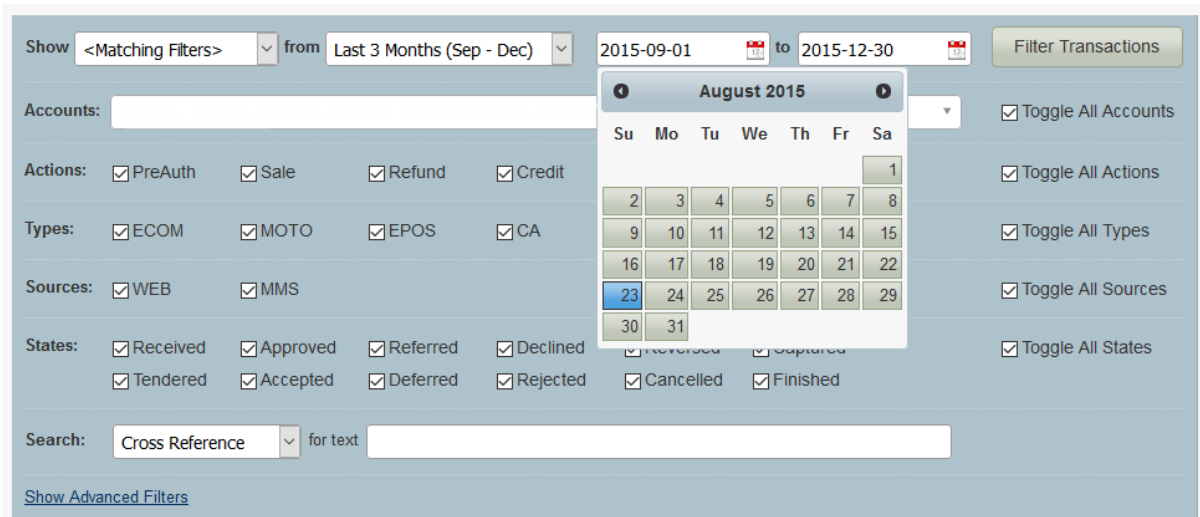 Show <Matching Filters> from Last 3 Months (Sep - Dec) 2015-09-01 to 2015-12-30 Filter Transactions
August 2015
Accounts: Toggle All Accounts
Su Mo Tu We Th Fr Sa
Actions: PreAuth Sale Refund Credit Toggle All Actions
1
2 3 4 5 6 7 8
Types: ECOM MOTO EPOS CA Toggle All Types
9 10 11 12 13 14 15
16 17 18 19 20 21 22
Sources: WEB MMS Toggle All Sources
23 24 25 26 27 28 29
30 31
States: Received Approved Referred Declined Reversed Captured Toggle All States
Tendered Accepted Deferred Rejected Cancelled Finished
Search: Cross Reference for text
Show Advanced Filters